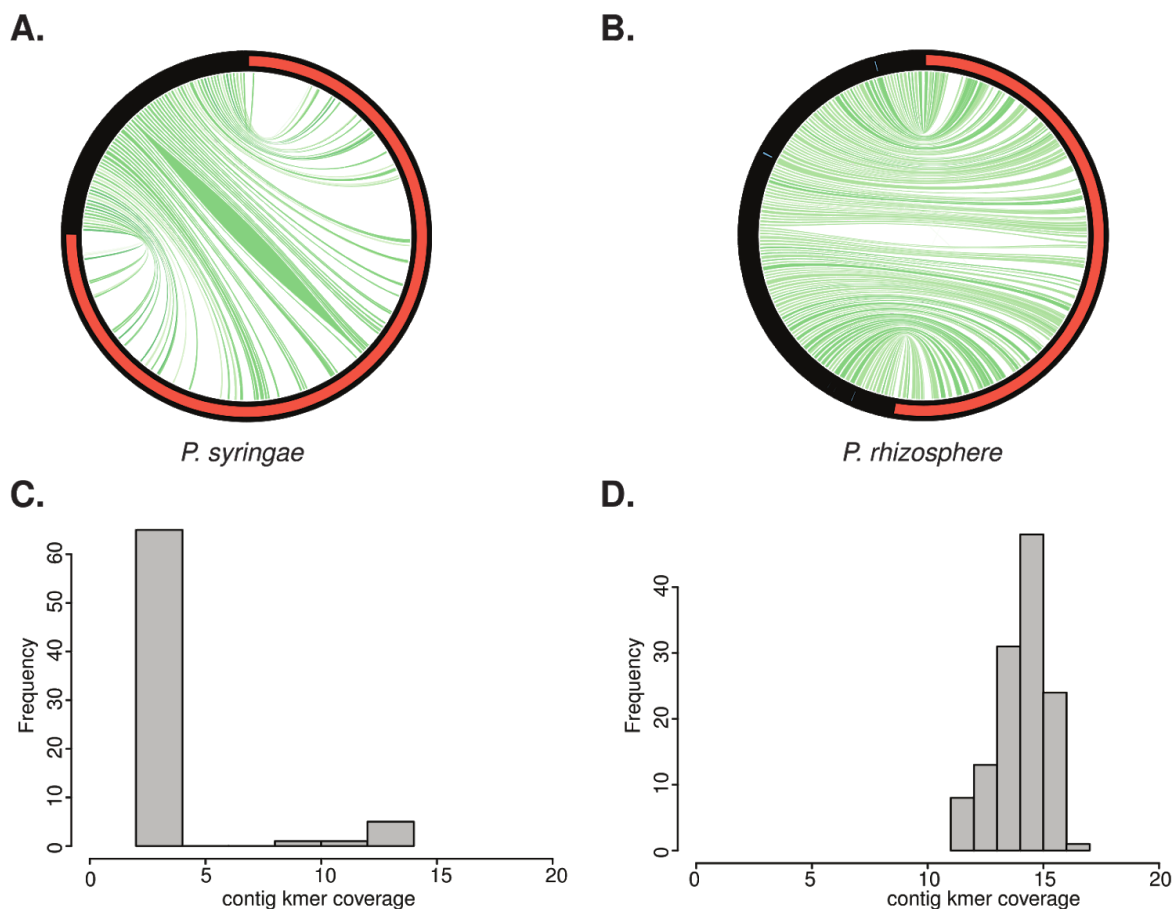 A.
B.
P. syringae
P. rhizosphere
C.
D.
Frequency
0
10
20
30
40
50
60
0
5
10
15
20
contig kmer coverage
Frequency
0
10
20
30
40
0
5
10
15
20
contig kmer coverage